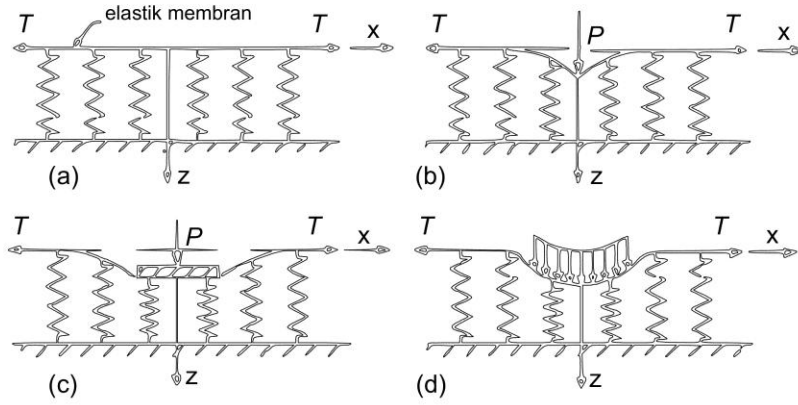 elastik membran
T T x
z
(a)
P
T T x
z
(b)
P
T T x
z
(c)
T T x
z
(d)